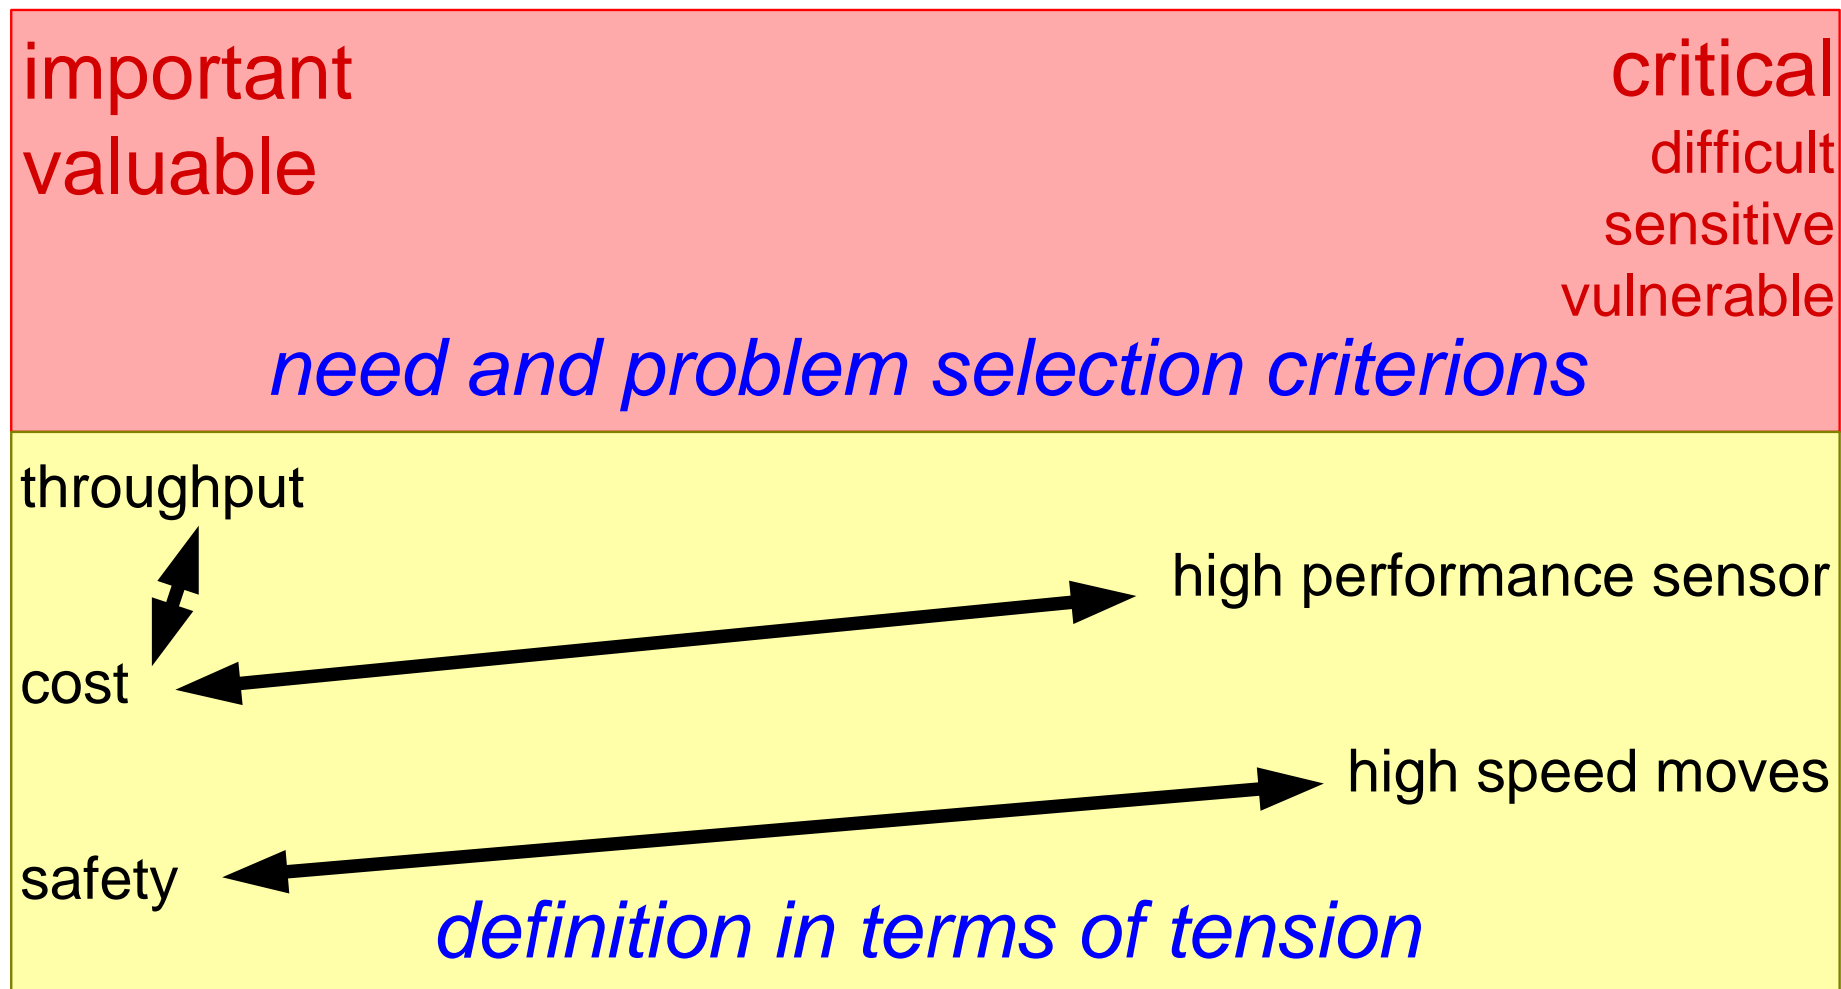 important
valuable
critical
difficult
sensitive
vulnerable
need and problem selection criterions
throughput
high performance sensor
cost
high speed moves
safety
definition in terms of tension